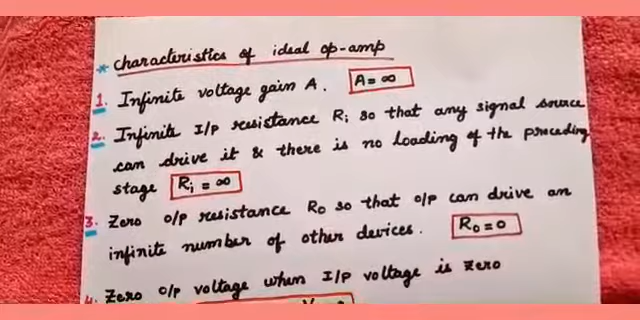 * characteristics of ideal op-amp
1. Infinite voltage gain A. A = ∞
2. Infinite I/P resistance Ri so that any signal source
can drive it & there is no loading of the preceding
stage Ri = ∞
3. Zero o/p resistance Ro so that o/p can drive an
infinite number of other devices. Ro = 0
4. Zero o/p voltage when I/P voltage is zero